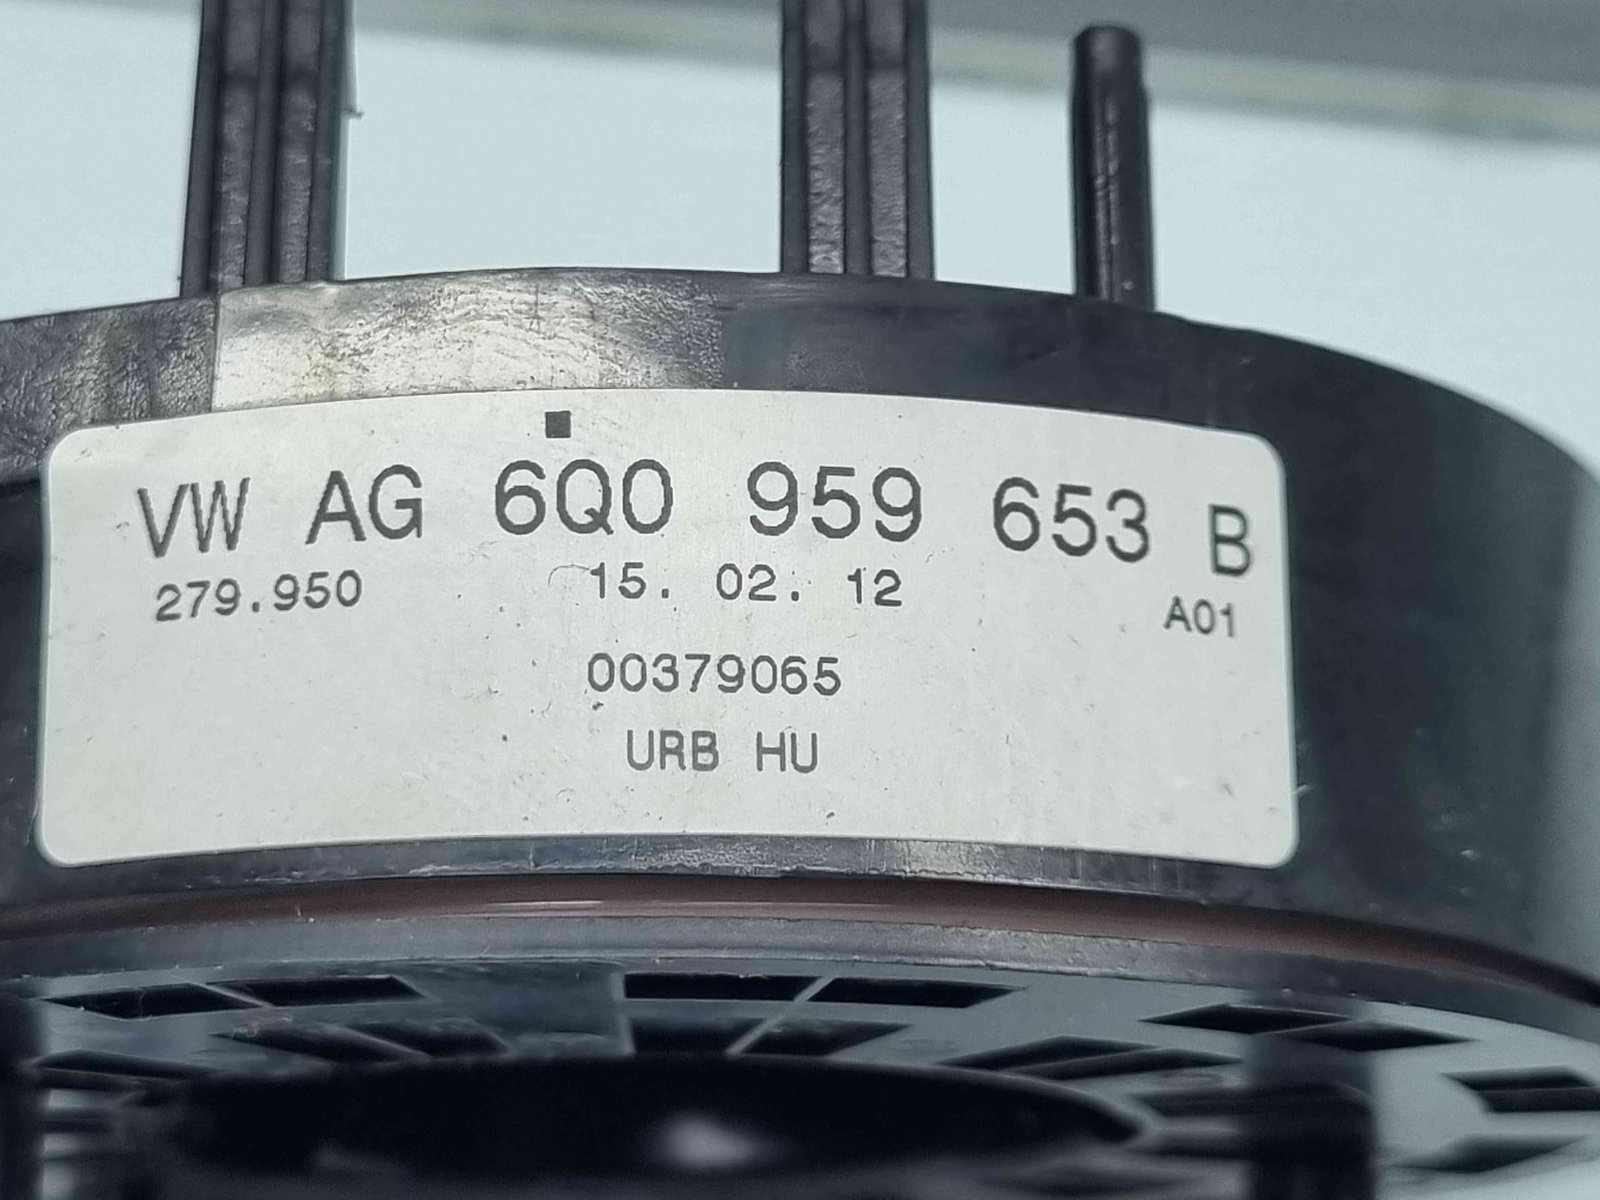 VW AG 6Q0 959 653 B
279.950 15. 02. 12 A01
00379065
URB HU